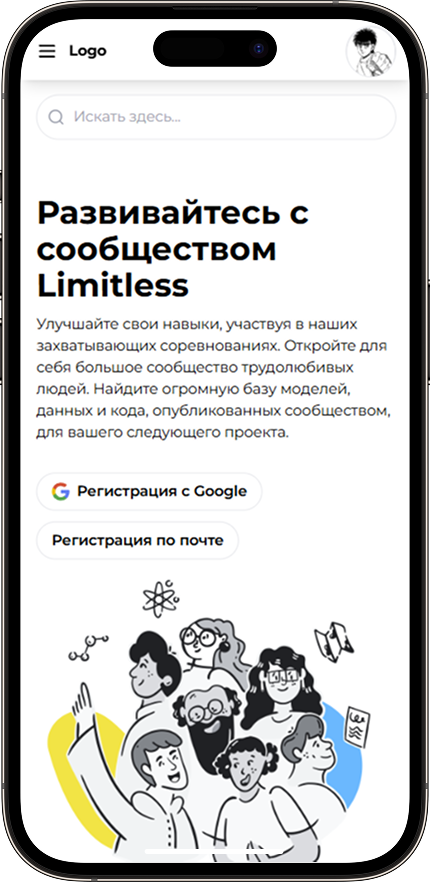 Logo
Искать здесь...
Развивайтесь с
сообществом
Limitless
Улучшайте свои навыки, участвуя в наших
захватывающих соревнованиях. Откройте для
себя большое сообщество трудолюбивых
людей. Найдите огромную базу моделей,
данных и кода, опубликованных сообществом,
для вашего следующего проекта.
Регистрация с Google
Регистрация по почте